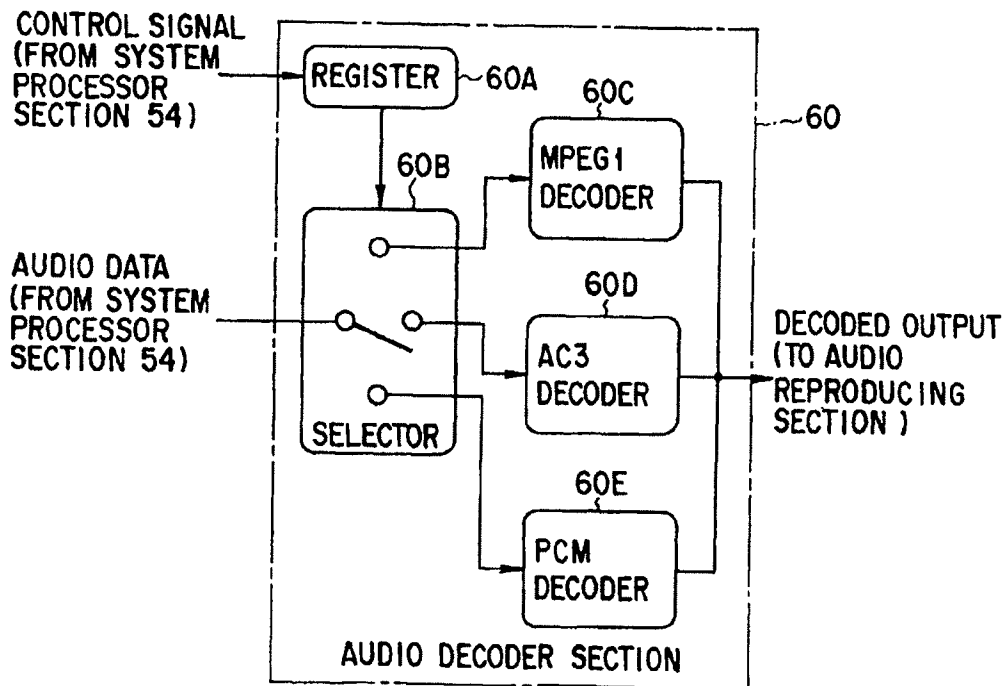 CONTROL SIGNAL
(FROM SYSTEM
PROCESSOR
SECTION 54)
REGISTER
60A
60C
60
MPEG1
DECODER
60B
AUDIO DATA
(FROM SYSTEM
PROCESSOR
SECTION 54)
SELECTOR
60D
AC3
DECODER
DECODED OUTPUT
(TO AUDIO
REPRODUCING
SECTION )
60E
PCM
DECODER
AUDIO DECODER SECTION